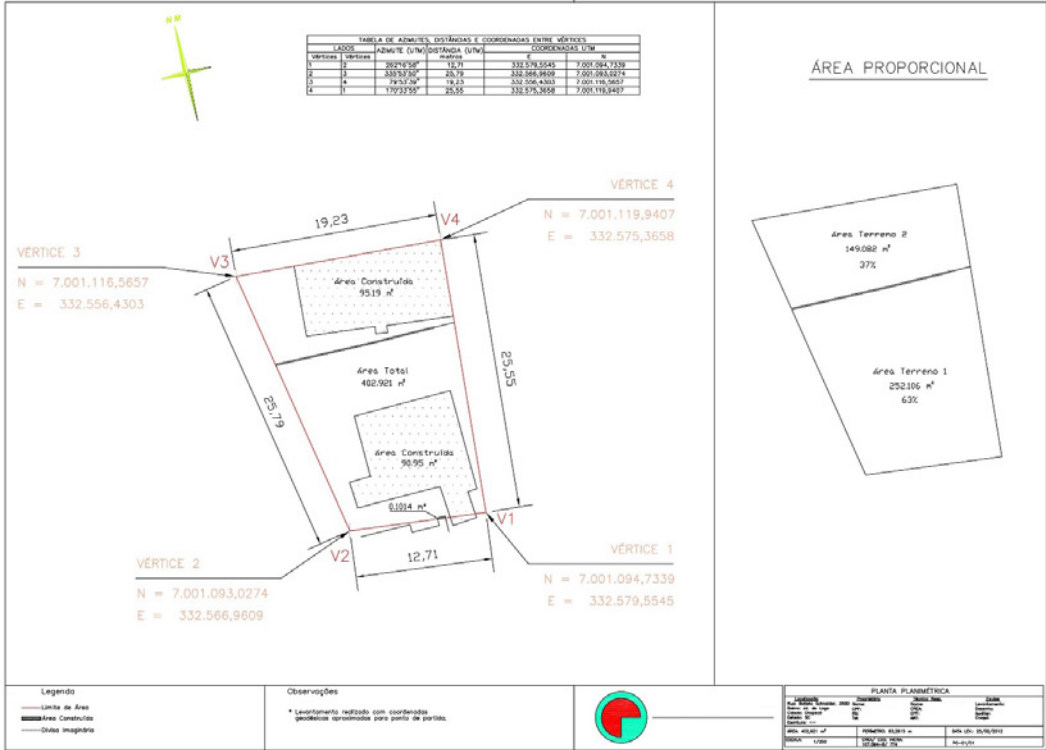 TABELA DE AZIMUTES, DISTÂNCIAS E COORDENADAS ENTRE VÉRTICES
LADOS AZIMUTE (UTM) DISTÂNCIA (UTM) COORDENADAS UTM
Vértices Vértices metros E N
1 2 12,71 332.579,5545 7.001.094,7339
2 3 25,79 332.566,9609 7.001.093,0274
3 4 19,23 332.556,4303 7.001.116,5657
4 1 25,55 332.575,3658 7.001.119,9407
ÁREA PROPORCIONAL
VÉRTICE 4
N = 7.001.119,9407
E = 332.575,3658
19,23
V4
VÉRTICE 3
N = 7.001.116,5657
E = 332.556,4303
V3
Área Construída
95.19 m²
Área Total
402.921 m²
25,55
25,79
Área Construída
90.95 m²
0.1014 m²
V1
V2
12,71
VÉRTICE 2
N = 7.001.093,0274
E = 332.566,9609
VÉRTICE 1
N = 7.001.094,7339
E = 332.579,5545
Área Terreno 2
149.082 m²
37%
Área Terreno 1
252.106 m²
63%
Legenda
Limite de Área
Área Construída
Divisa Imaginária
Observações
* Levantamento realizado com coordenadas
geodésicas aproximadas para ponto de partida.
PLANTA PLANIMÉTRICA